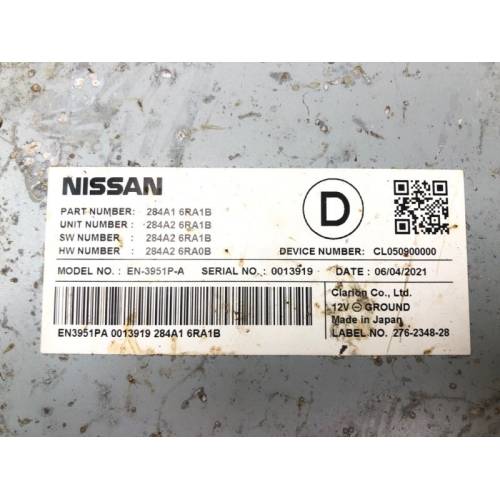 NISSAN
D
PART NUMBER: 284A1 6RA1B
UNIT NUMBER : 284A2 6RA1B
SW NUMBER : 284A2 6RA1B
HW NUMBER : 284A2 6RA0B DEVICE NUMBER: CL050900000
MODEL NO. : EN-3951P-A SERIAL NO. : 0013919 DATE : 06/04/2021
Clarion Co., Ltd.
12V ⊖ GROUND
Made in Japan
EN3951PA 0013919 284A1 6RA1B LABEL NO. 276-2348-28